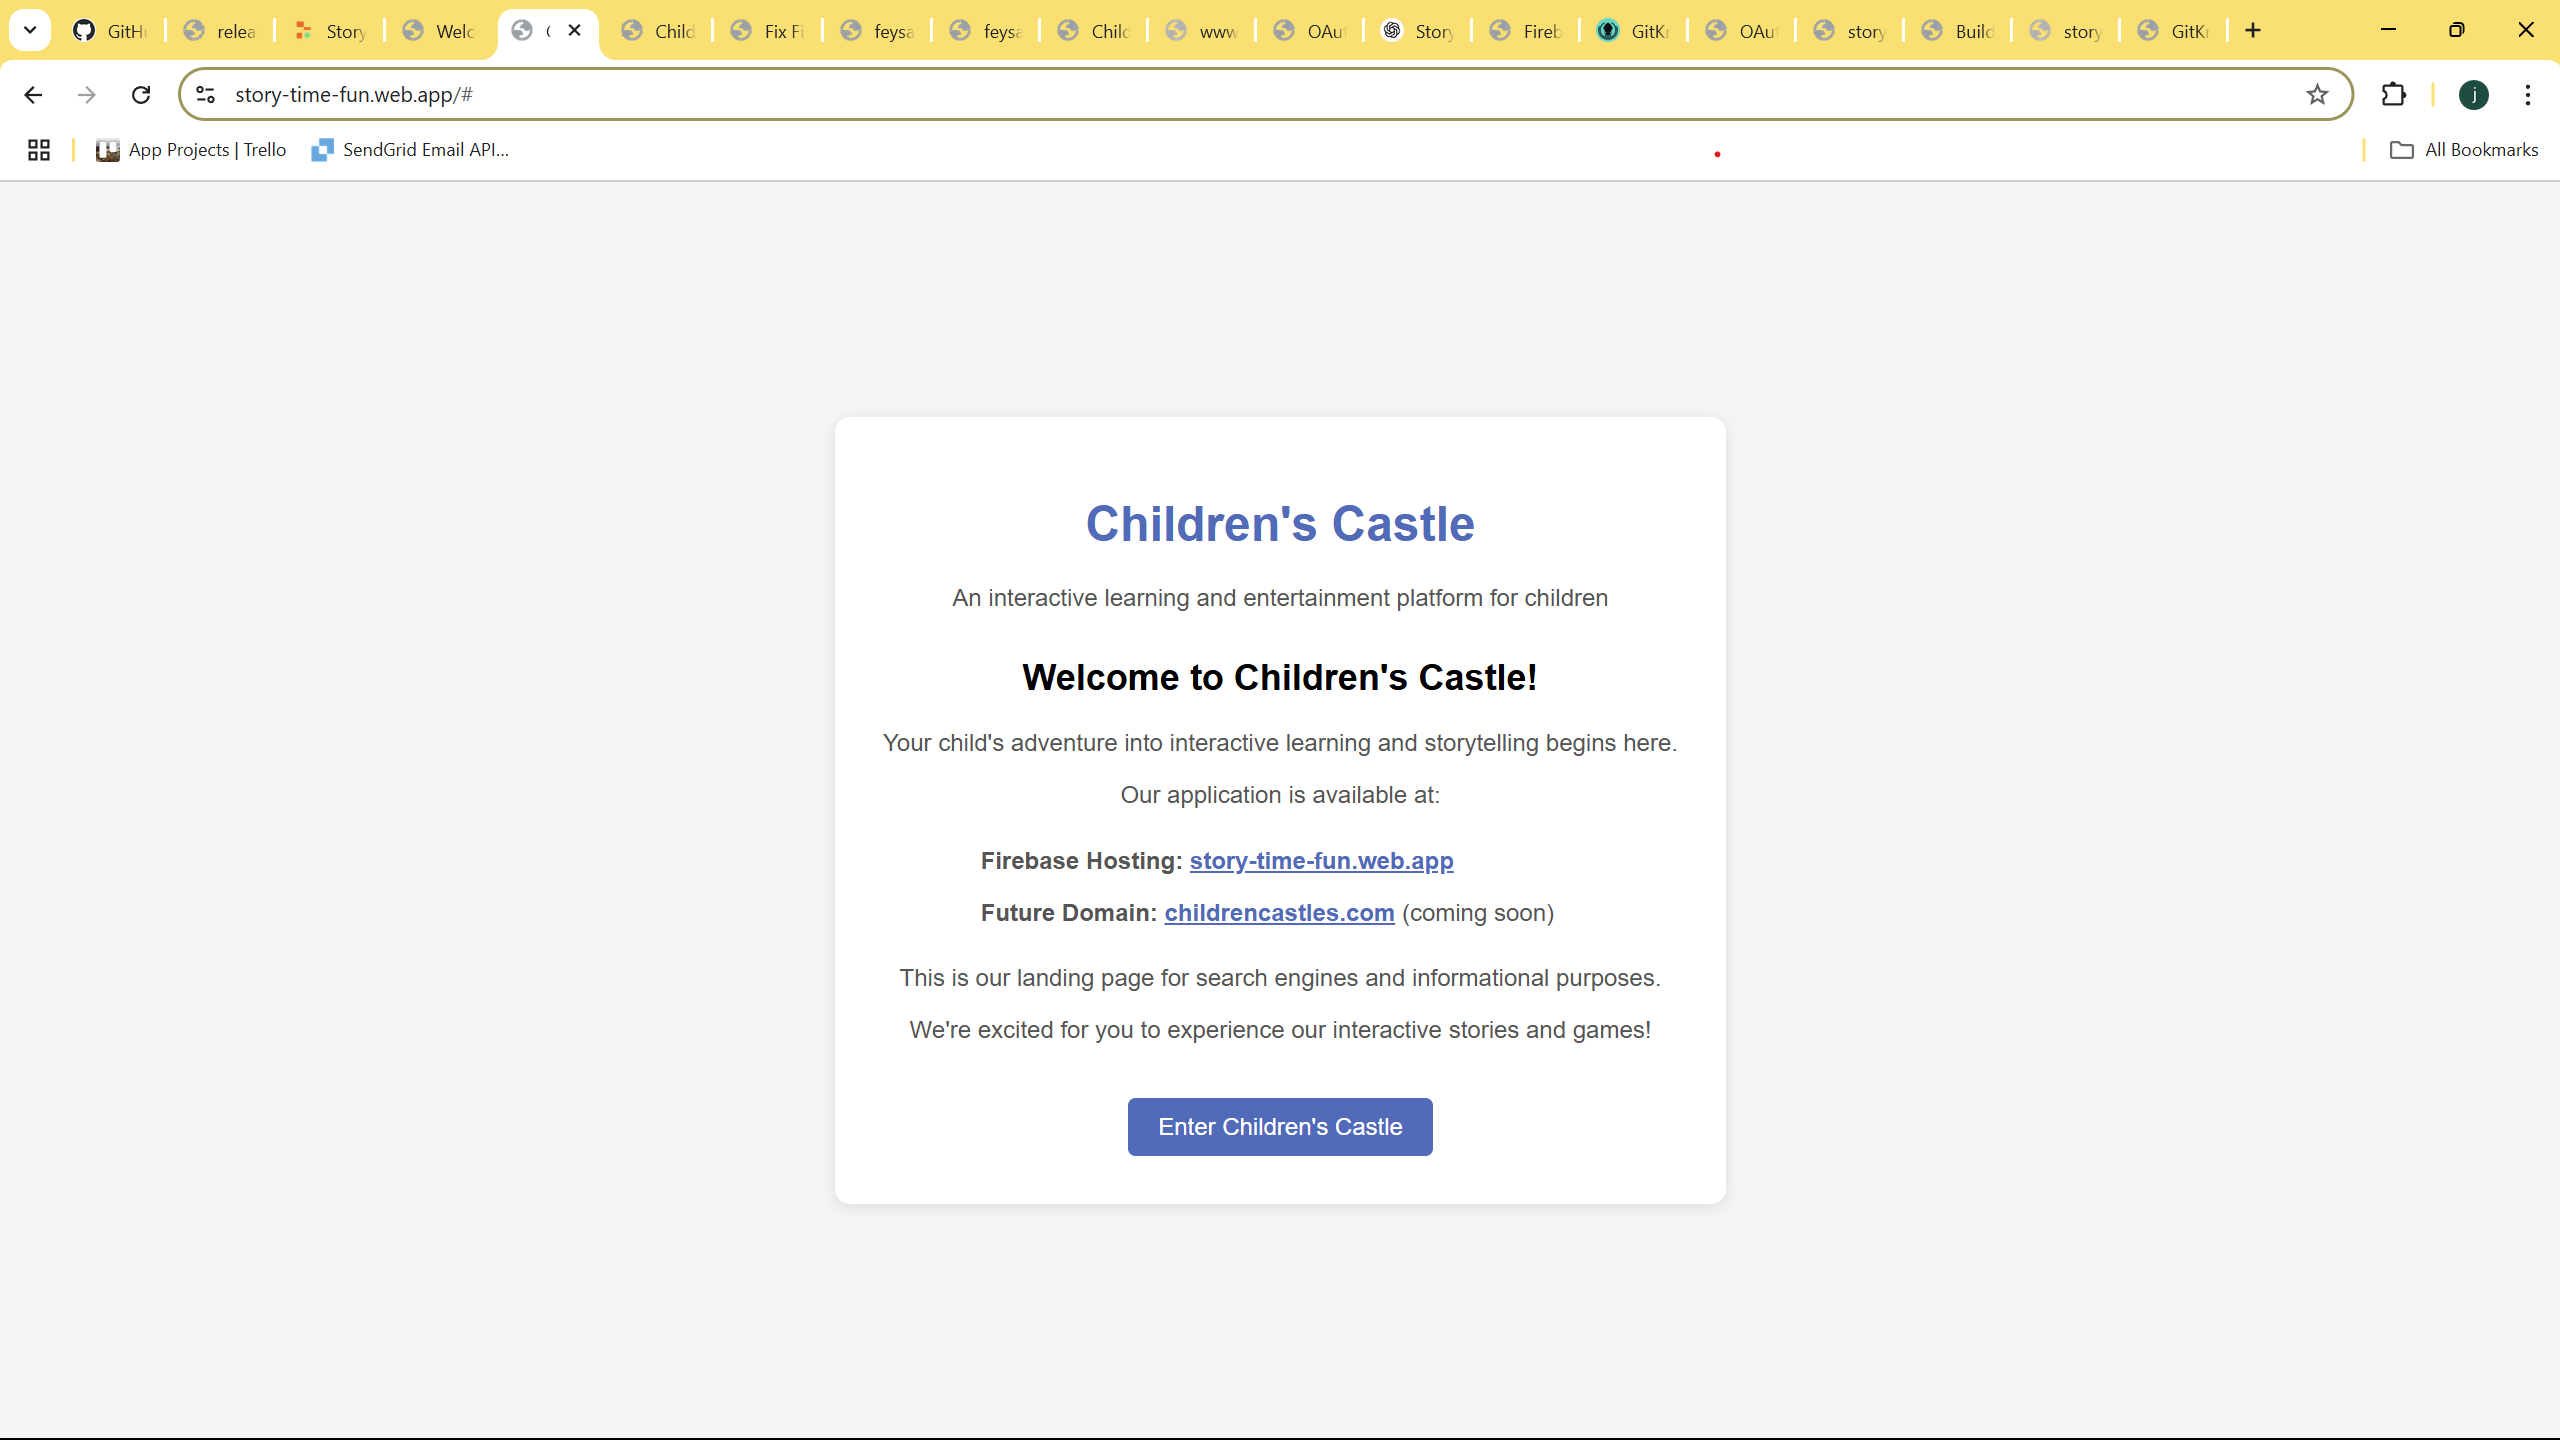 GitHu
relea
Story
Welc
Child
Fix Fi
feysa
feysa
Child
www
OAut
Story
Fireb
GitKr
OAut
story
Build
story
GitKr
story-time-fun.web.app/#
j
App Projects | Trello
SendGrid Email API...
All Bookmarks
Children's Castle
An interactive learning and entertainment platform for children
Welcome to Children's Castle!
Your child's adventure into interactive learning and storytelling begins here.
Our application is available at:
Firebase Hosting: story-time-fun.web.app
Future Domain: childrencastles.com (coming soon)
This is our landing page for search engines and informational purposes.
We're excited for you to experience our interactive stories and games!
Enter Children's Castle